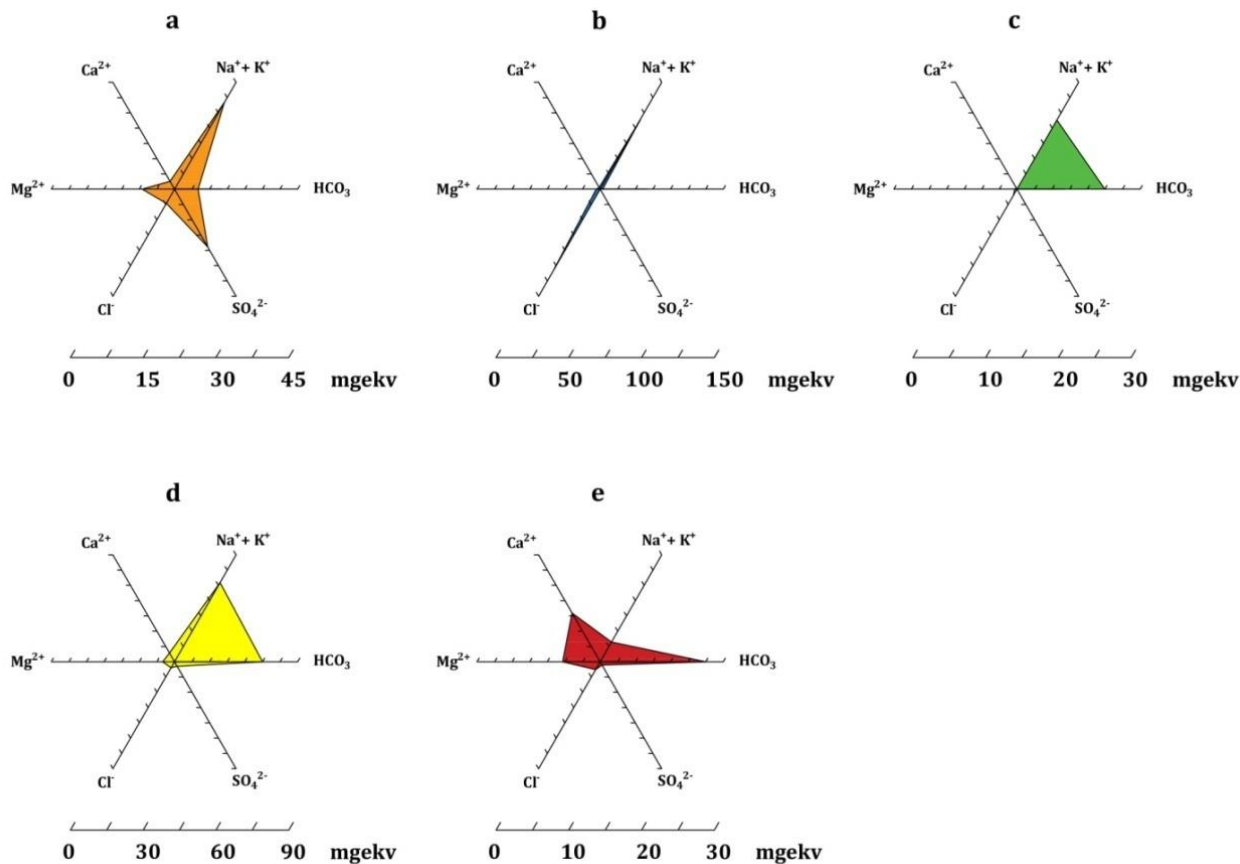 a b c
Ca²⁺ Na⁺+ K⁺ Ca²⁺ Na⁺+ K⁺ Ca²⁺ Na⁺+ K⁺
Mg²⁺ HCO₃ Mg²⁺ HCO₃ Mg²⁺ HCO₃
Cl⁻ SO₄²⁻ Cl⁻ SO₄²⁻ Cl⁻ SO₄²⁻
0 15 30 45 mgekv 0 50 100 150 mgekv 0 10 20 30 mgekv
d e
Ca²⁺ Na⁺+ K⁺ Ca²⁺ Na⁺+ K⁺
Mg²⁺ HCO₃ Mg²⁺ HCO₃
Cl⁻ SO₄²⁻ Cl⁻ SO₄²⁻
0 30 60 90 mgekv 0 10 20 30 mgekv